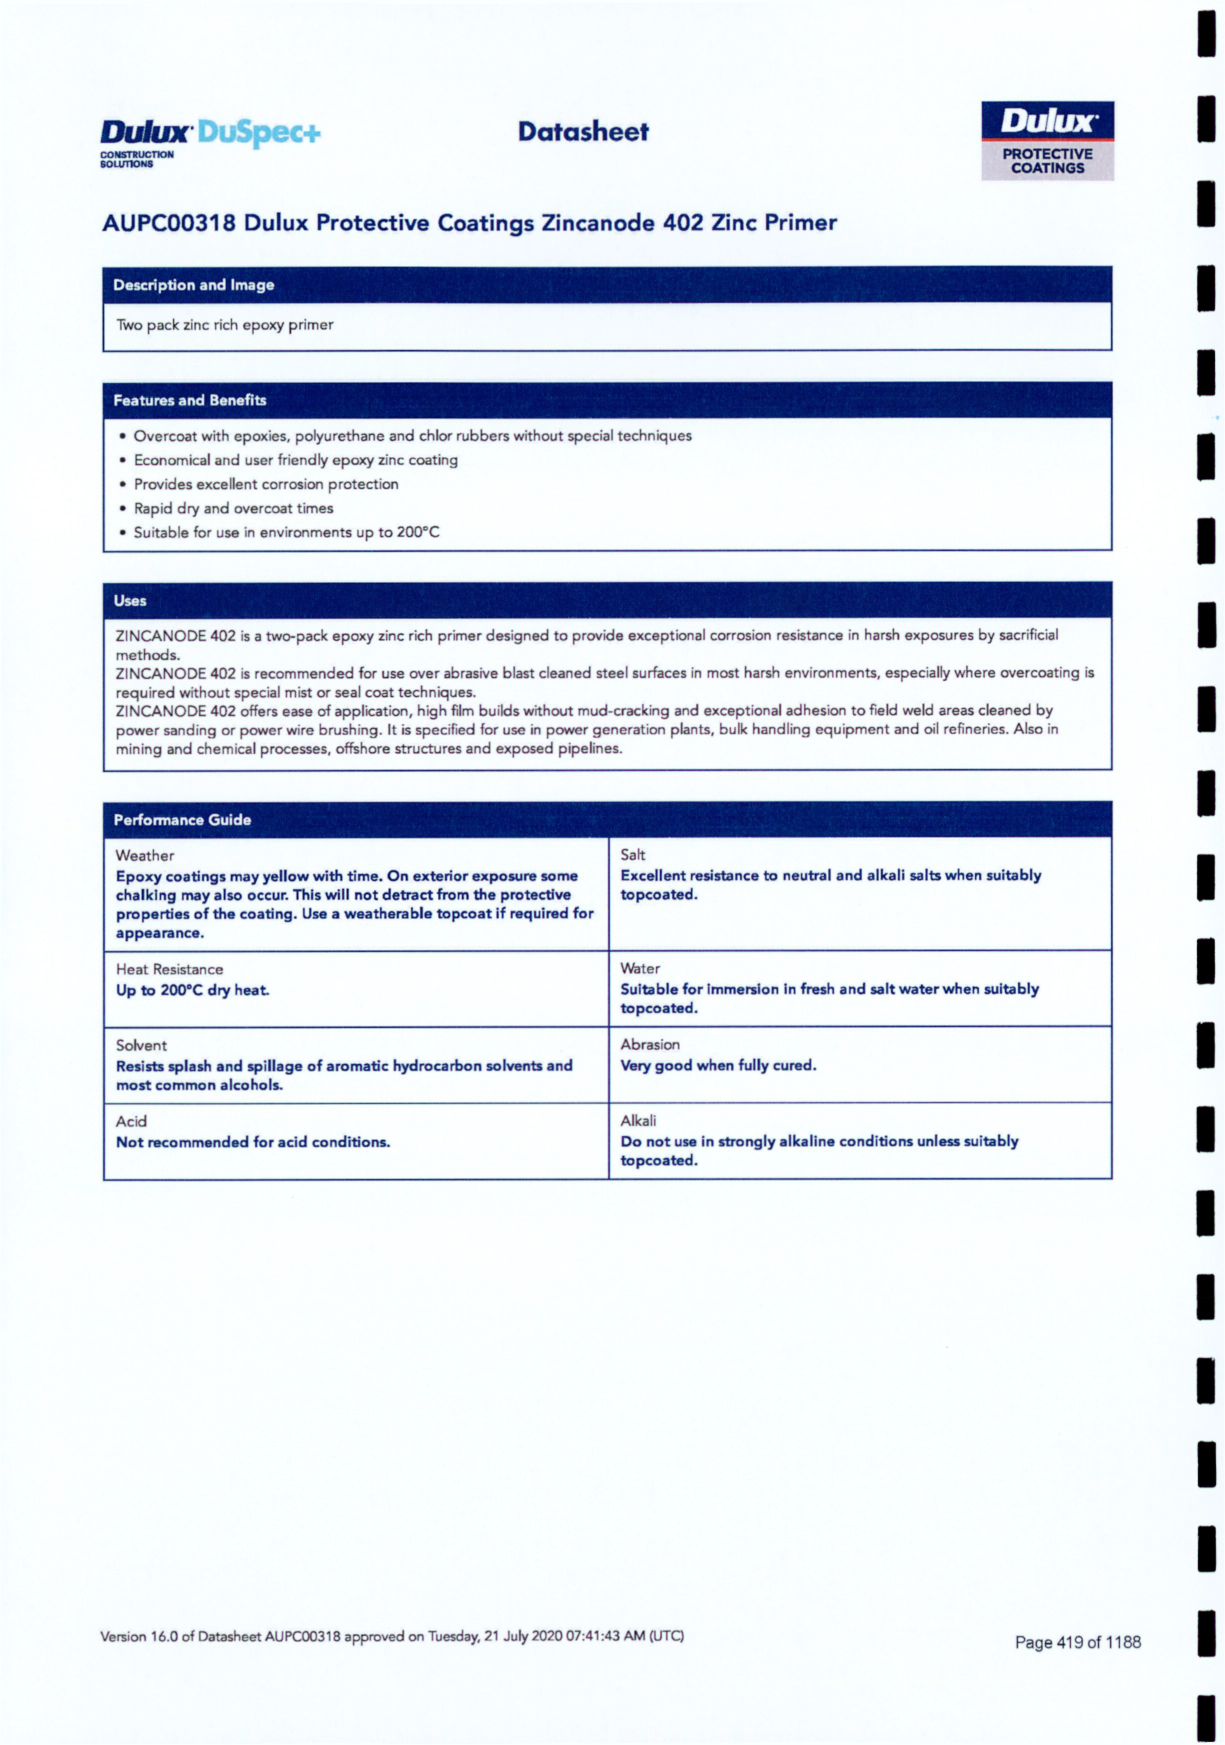 Dulux DuSpec+
CONSTRUCTION
SOLUTIONS
Datasheet
Dulux
PROTECTIVE
COATINGS
AUPC00318 Dulux Protective Coatings Zincanode 402 Zinc Primer
Description and Image
Two pack zinc rich epoxy primer
Features and Benefits
• Overcoat with epoxies, polyurethane and chlor rubbers without special techniques
• Economical and user friendly epoxy zinc coating
• Provides excellent corrosion protection
• Rapid dry and overcoat times
• Suitable for use in environments up to 200°C
Uses
ZINCANODE 402 is a two-pack epoxy zinc rich primer designed to provide exceptional corrosion resistance in harsh exposures by sacrificial
methods.
ZINCANODE 402 is recommended for use over abrasive blast cleaned steel surfaces in most harsh environments, especially where overcoating is
required without special mist or seal coat techniques.
ZINCANODE 402 offers ease of application, high film builds without mud-cracking and exceptional adhesion to field weld areas cleaned by
power sanding or power wire brushing. It is specified for use in power generation plants, bulk handling equipment and oil refineries. Also in
mining and chemical processes, offshore structures and exposed pipelines.
Performance Guide
Weather
Epoxy coatings may yellow with time. On exterior exposure some
chalking may also occur. This will not detract from the protective
properties of the coating. Use a weatherable topcoat if required for
appearance.
Salt
Excellent resistance to neutral and alkali salts when suitably
topcoated.
Heat Resistance
Up to 200°C dry heat.
Water
Suitable for immersion in fresh and salt water when suitably
topcoated.
Solvent
Resists splash and spillage of aromatic hydrocarbon solvents and
most common alcohols.
Abrasion
Very good when fully cured.
Acid
Not recommended for acid conditions.
Alkali
Do not use in strongly alkaline conditions unless suitably
topcoated.
Version 16.0 of Datasheet AUPC00318 approved on Tuesday, 21 July 2020 07:41:43 AM (UTC)
Page 419 of 1188